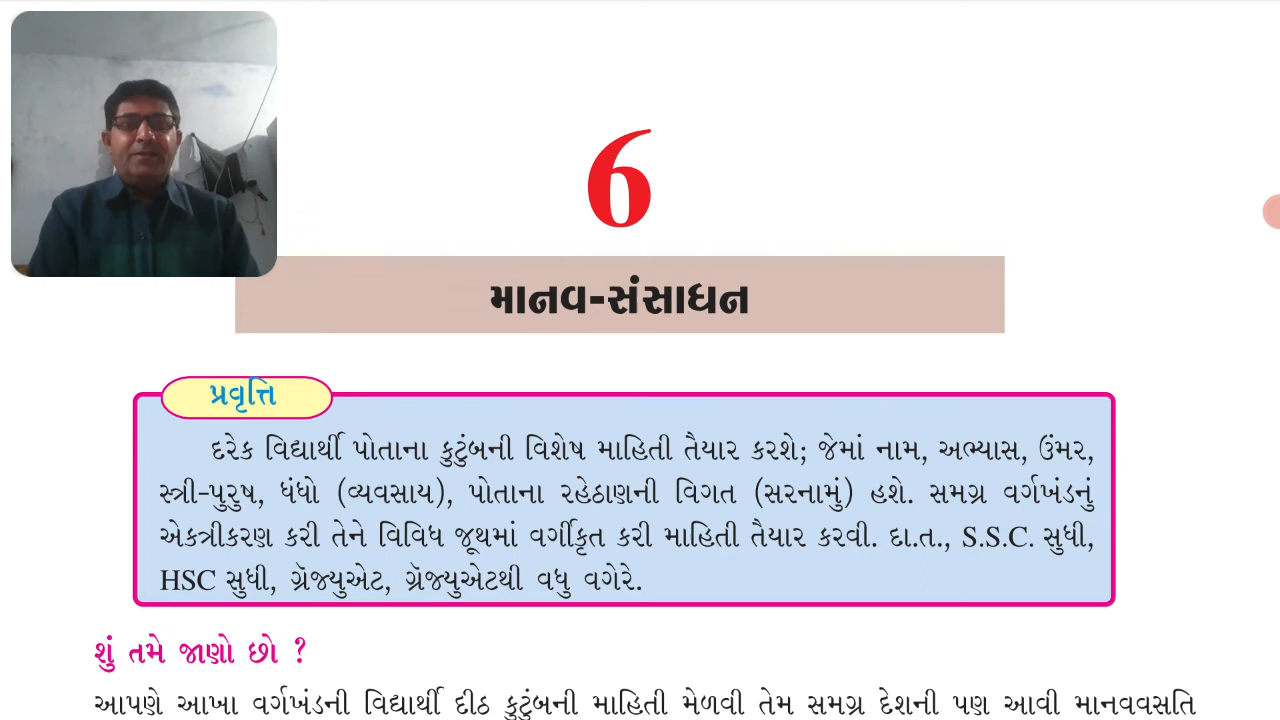 6
માનવ-સંસાધન
પ્રવૃત્તિ
દરેક વિદ્યાર્થી પોતાના કુટુંબની વિશેષ માહિતી તૈયાર કરશે; જેમાં નામ, અભ્યાસ, ઉંમર,
સ્ત્રી-પુરુષ, ધંધો (વ્યવસાય), પોતાના રહેઠાણની વિગત (સરનામું) હશે. સમગ્ર વર્ગખંડનું
એકત્રીકરણ કરી તેને વિવિધ જૂથમાં વર્ગીકૃત કરી માહિતી તૈયાર કરવી. દા.ત., S.S.C. સુધી,
HSC સુધી, ગ્રૅજ્યુએટ, ગ્રૅજ્યુએટથી વધુ વગેરે.
શું તમે જાણો છો ?
આપણે આખા વર્ગખંડની વિદ્યાર્થી દીઠ કુટુંબની માહિતી મેળવી તેમ સમગ્ર દેશની પણ આવી માનવવસતિ